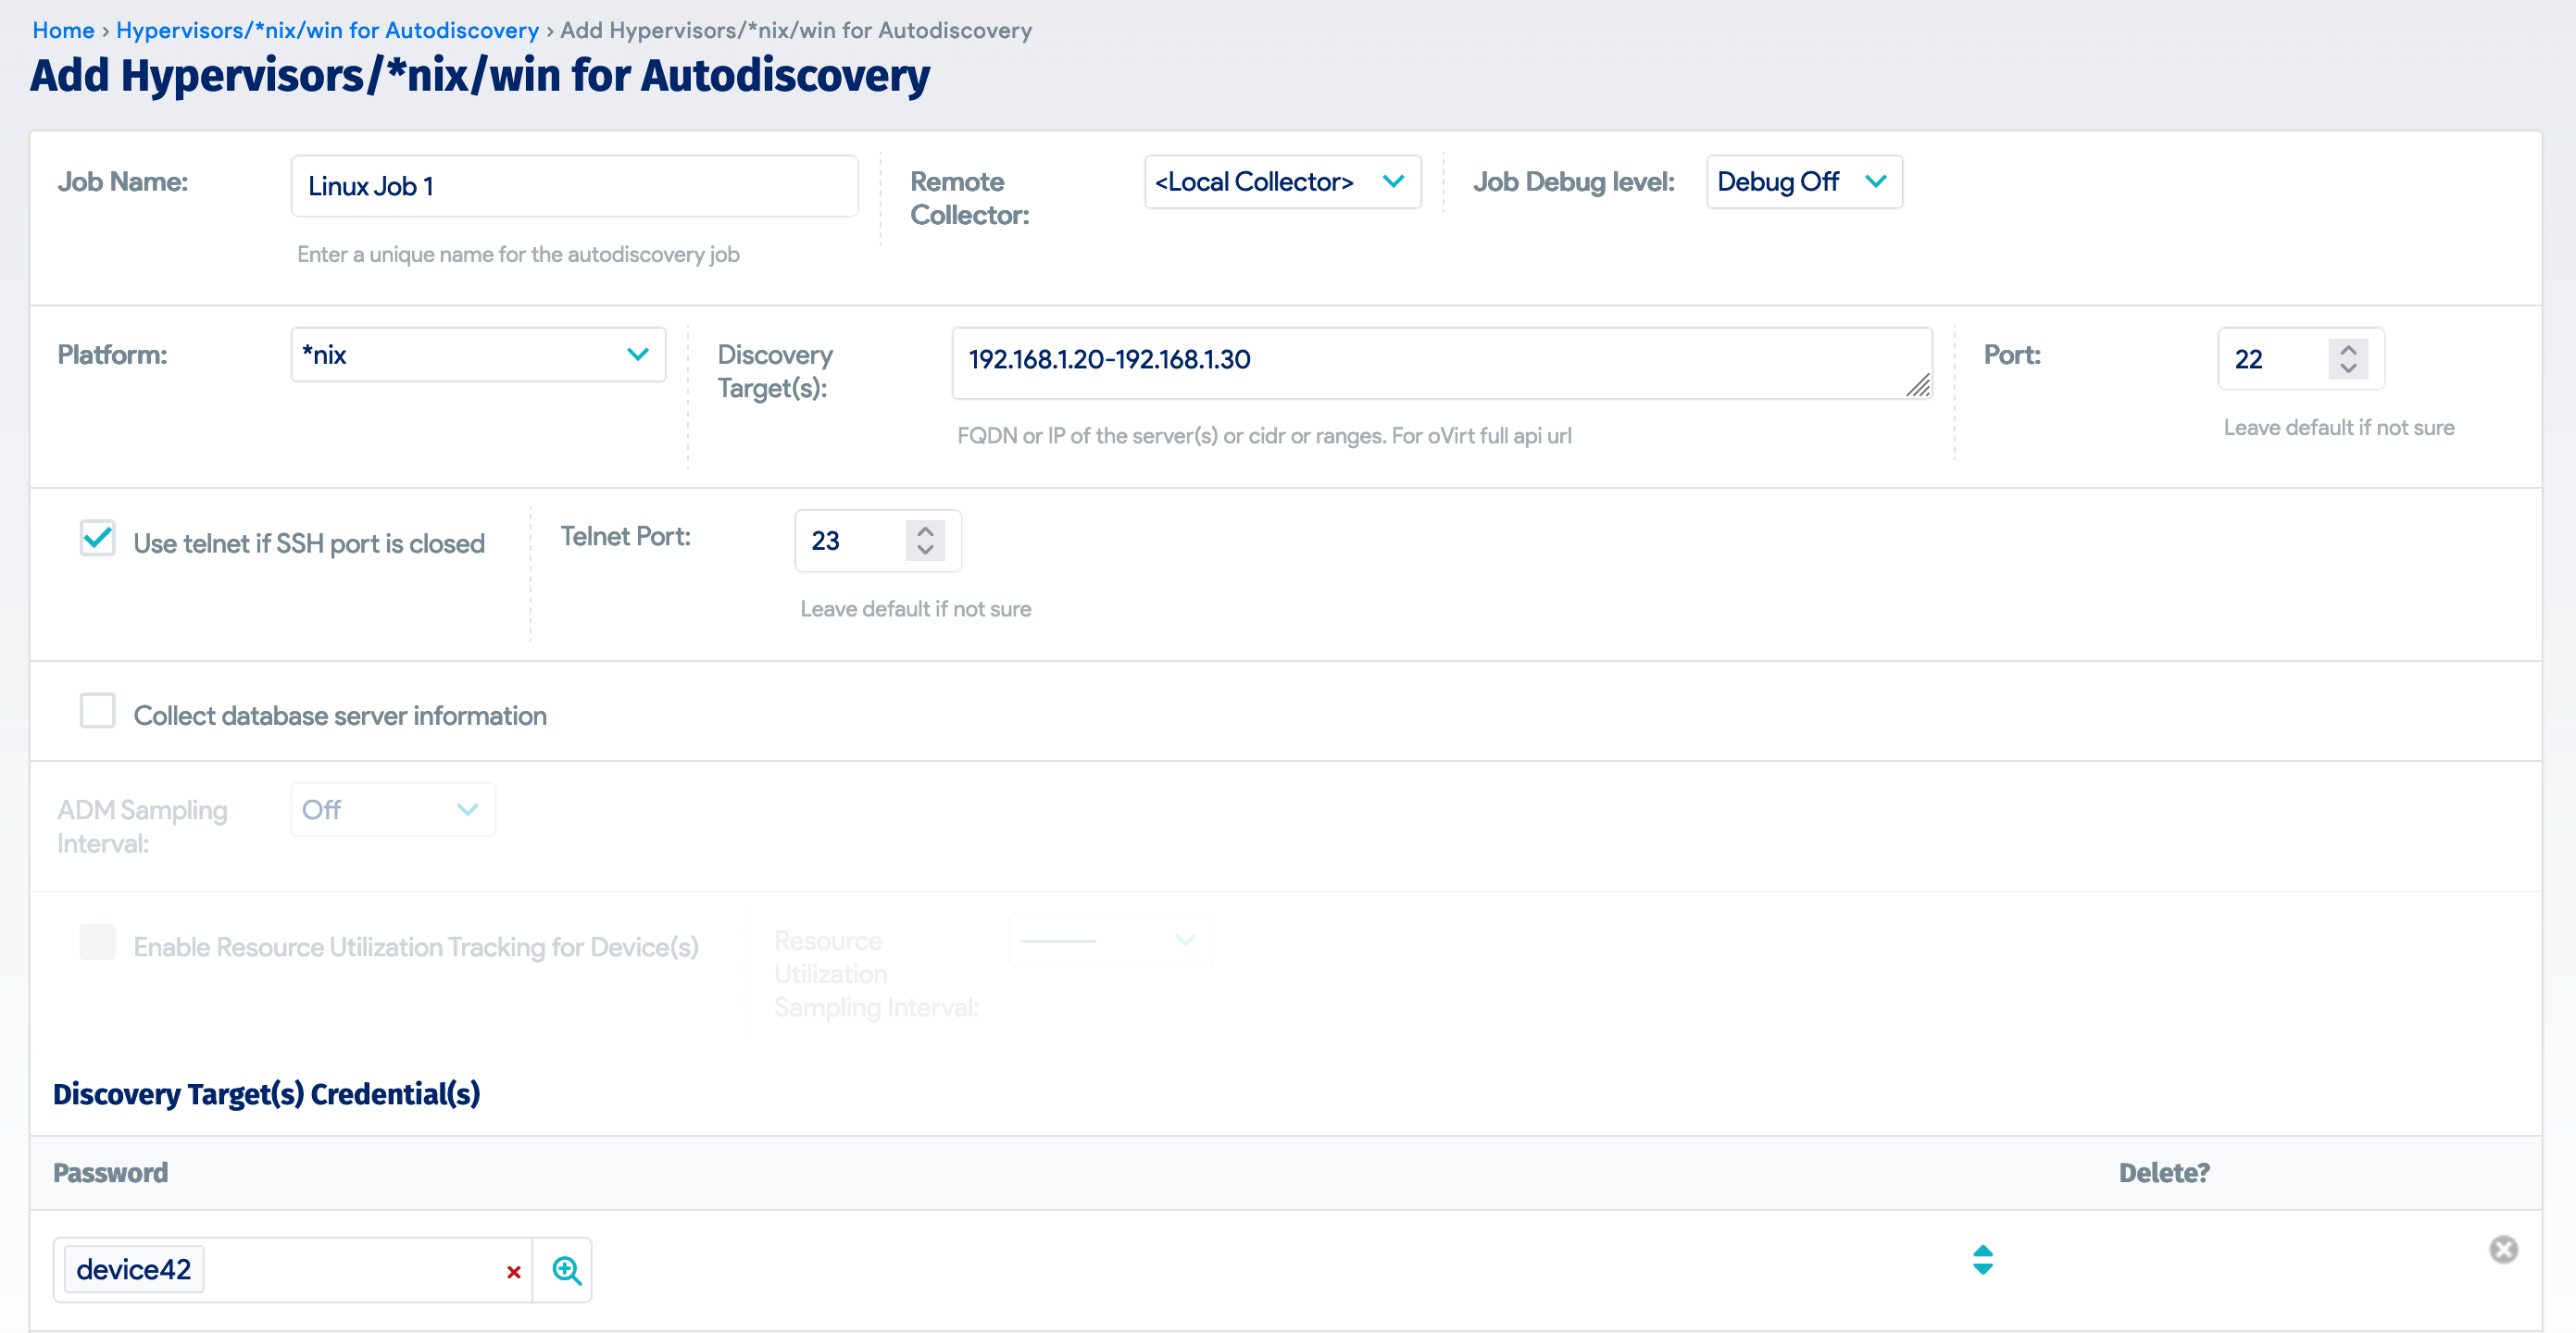 Home › Hypervisors/*nix/win for Autodiscovery › Add Hypervisors/*nix/win for Autodiscovery
Add Hypervisors/*nix/win for Autodiscovery
Job Name:
Linux Job 1
Enter a unique name for the autodiscovery job
Remote
Collector:
<Local Collector>
Job Debug level:
Debug Off
Platform:
*nix
Discovery
Target(s):
192.168.1.20-192.168.1.30
FQDN or IP of the server(s) or cidr or ranges. For oVirt full api url
Port:
22
Leave default if not sure
Use telnet if SSH port is closed
Telnet Port:
23
Leave default if not sure
Collect database server information
ADM Sampling
Interval:
Off
Enable Resource Utilization Tracking for Device(s)
Resource
Utilization
Sampling Interval:
Discovery Target(s) Credential(s)
Password
Delete?
device42